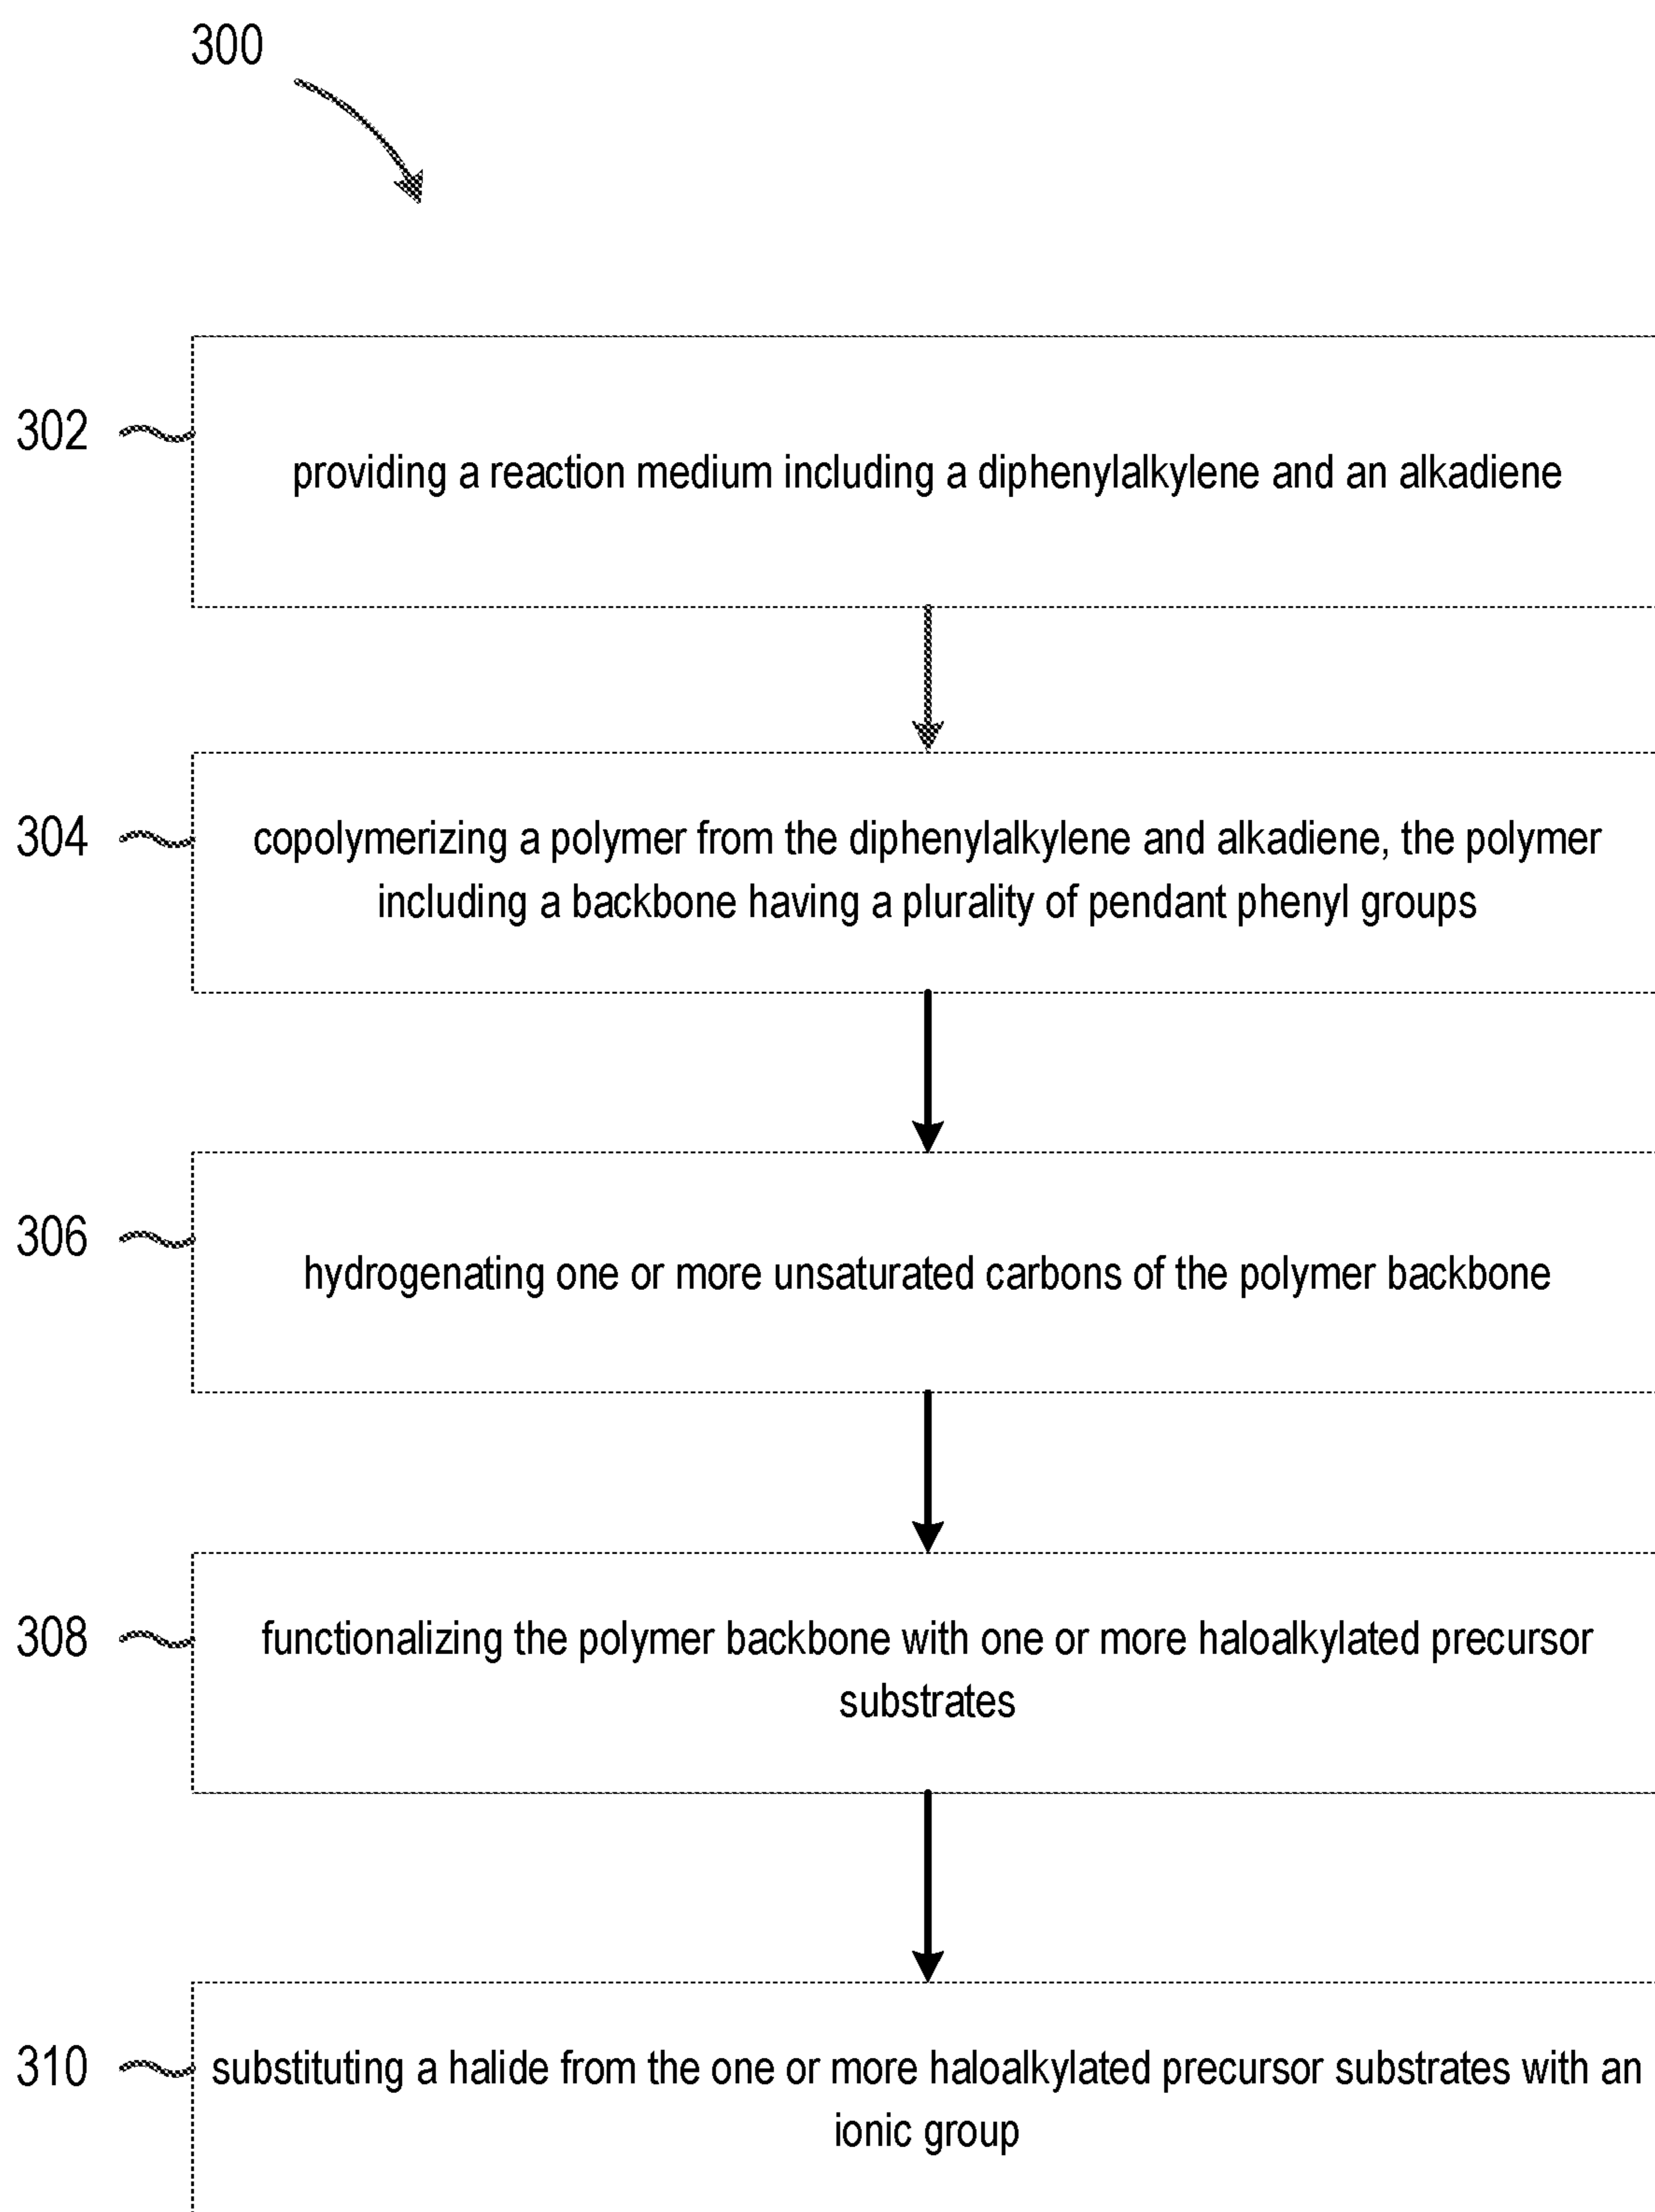 300
302
providing a reaction medium including a diphenylalkylene and an alkadiene
304
copolymerizing a polymer from the diphenylalkylene and alkadiene, the polymer
including a backbone having a plurality of pendant phenyl groups
306
hydrogenating one or more unsaturated carbons of the polymer backbone
308
functionalizing the polymer backbone with one or more haloalkylated precursor
substrates
310
substituting a halide from the one or more haloalkylated precursor substrates with an
ionic group